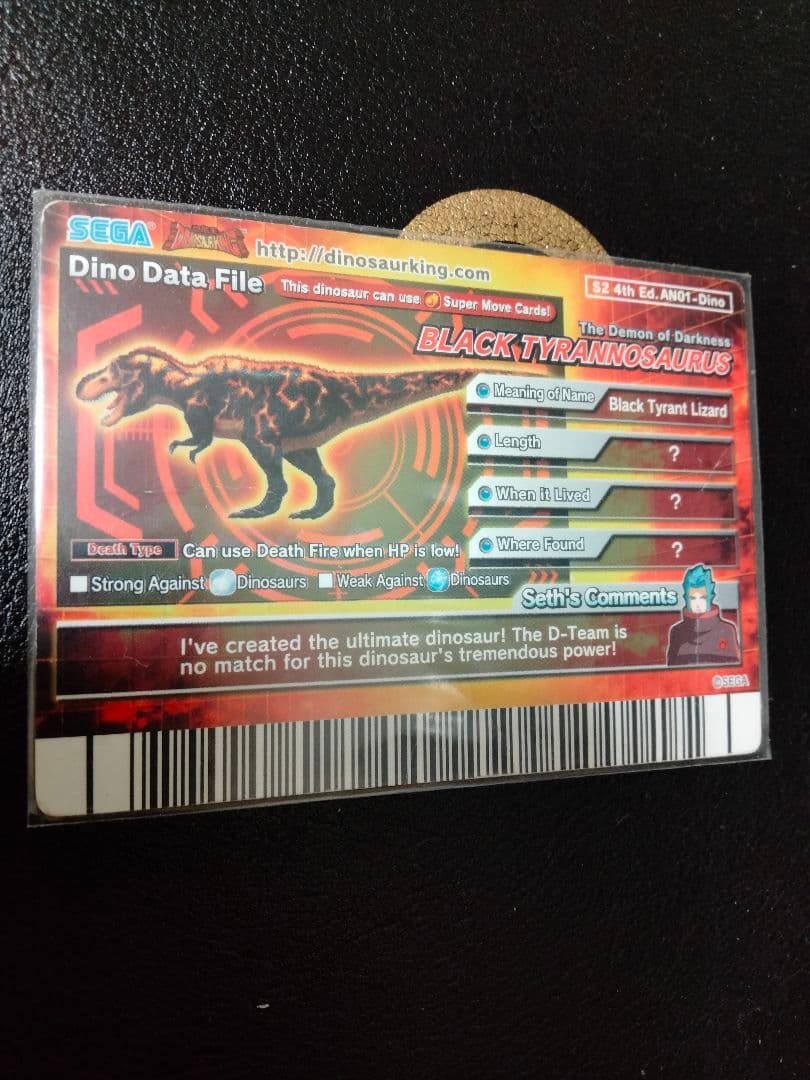 SEGA
DINOSAUR KING
http://dinosaurking.com
Dino Data File
This dinosaur can use Super Move Cards!
S2 4th Ed. AN01-Dino
The Demon of Darkness
BLACK TYRANNOSAURUS
Meaning of Name Black Tyrant Lizard
Length ?
When it Lived ?
Where Found ?
Death Type Can use Death Fire when HP is low!
Strong Against Dinosaurs Weak Against Dinosaurs
Seth's Comments
I've created the ultimate dinosaur! The D-Team is
no match for this dinosaur's tremendous power!
©SEGA